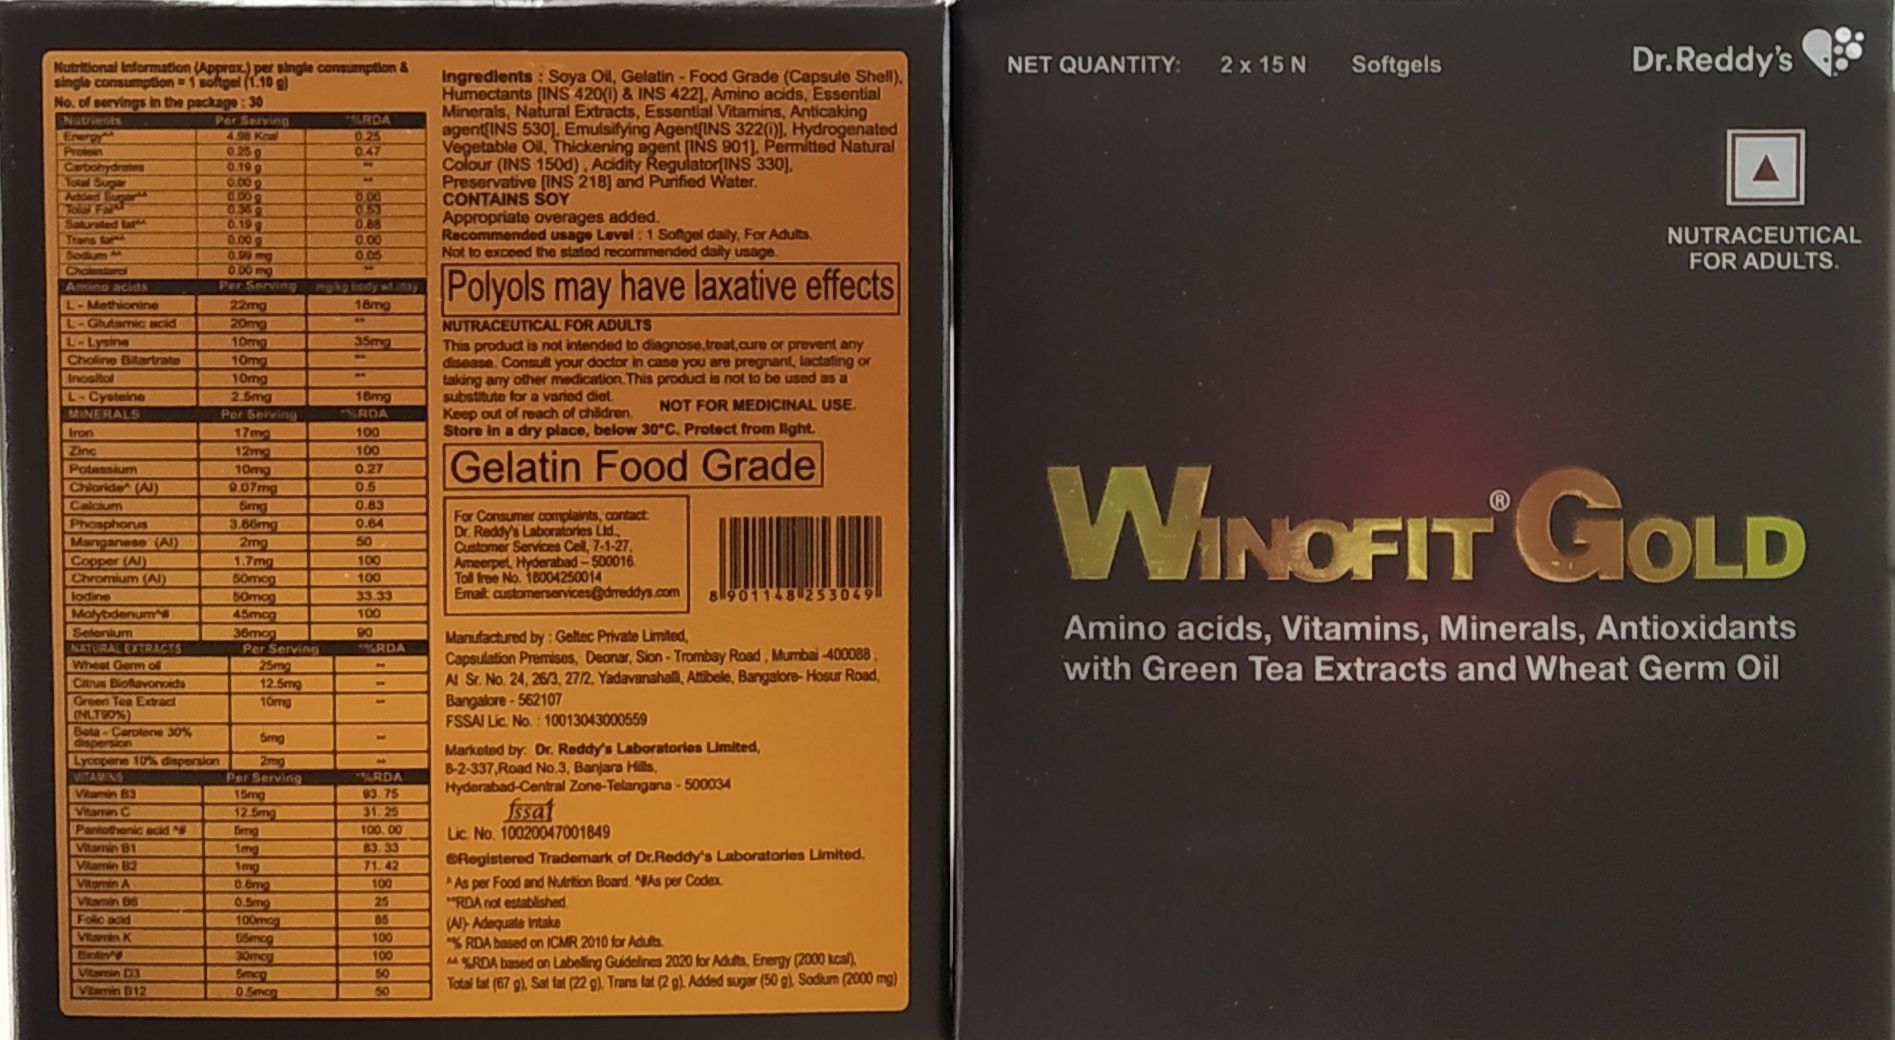 Nutritional Information (Approx.) per single consumption &
single consumption = 1 softgel (1.10 g)
No. of servings in the package : 30
Nutrients Per Serving *%RDA
Energy^^ 4.98 Kcal 0.25
Protein 0.25 g 0.47
Carbohydrates 0.19 g **
Total Sugar 0.00 g **
Added Sugar^^ 0.00 g 0.00
Total Fat^^ 0.36 g 0.53
Saturated fat^^ 0.19 g 0.88
Trans fat^^ 0.00 g 0.00
Sodium ^^ 0.99 mg 0.05
Cholesterol 0.00 mg **
Amino acids Per Serving mg/kg body wt./day
L - Methionine 22mg 16mg
L - Glutamic acid 20mg **
L - Lysine 10mg 35mg
Choline Bitartrate 10mg **
Inositol 10mg **
L - Cysteine 2.5mg 16mg
MINERALS Per Serving *%RDA
Iron 17mg 100
Zinc 12mg 100
Potassium 10mg 0.27
Chloride^ (AI) 9.07mg 0.5
Calcium 5mg 0.83
Phosphorus 3.86mg 0.64
Manganese (AI) 2mg 50
Copper (AI) 1.7mg 100
Chromium (AI) 50mcg 100
Iodine 50mcg 33.33
Molybdenum^# 45mcg 100
Selenium 36mcg 90
NATURAL EXTRACTS Per Serving *%RDA
Wheat Germ oil 25mg **
Citrus Bioflavonoids 12.5mg **
Green Tea Extract 10mg **
(NLT90%)
Beta - Carotene 30% 5mg **
dispersion
Lycopene 10% dispersion 2mg **
VITAMINS Per Serving *%RDA
Vitamin B3 15mg 93.75
Vitamin C 12.5mg 31.25
Pantothenic acid ^# 5mg 100.00
Vitamin B1 1mg 83.33
Vitamin B2 1mg 71.42
Vitamin A 0.6mg 100
Vitamin B6 0.5mg 25
Folic acid 100mcg 85
Vitamin K 55mcg 100
Biotin^# 30mcg 100
Vitamin D3 5mcg 50
Vitamin B12 0.5mcg 50
Ingredients : Soya Oil, Gelatin - Food Grade (Capsule Shell),
Humectants [INS 420(i) & INS 422], Amino acids, Essential
Minerals, Natural Extracts, Essential Vitamins, Anticaking
agent[INS 530], Emulsifying Agent[INS 322(i)], Hydrogenated
Vegetable Oil, Thickening agent [INS 901], Permitted Natural
Colour (INS 150d) , Acidity Regulator[INS 330],
Preservative [INS 218] and Purified Water.
CONTAINS SOY
Appropriate overages added.
Recommended usage Level : 1 Softgel daily, For Adults.
Not to exceed the stated recommended daily usage.
Polyols may have laxative effects
NUTRACEUTICAL FOR ADULTS
This product is not intended to diagnose,treat,cure or prevent any
disease. Consult your doctor in case you are pregnant, lactating or
taking any other medication.This product is not to be used as a
substitute for a varied diet.
Keep out of reach of children. NOT FOR MEDICINAL USE.
Store in a dry place, below 30°C. Protect from light.
Gelatin Food Grade
For Consumer complaints, contact:
Dr. Reddy's Laboratories Ltd.,
Customer Services Cell, 7-1-27,
Ameerpet, Hyderabad – 500016
Toll free No. 18004250014
Email: customerservices@drreddys.com
8 901148 253049
Manufactured by : Geltec Private Limited,
Capsulation Premises, Deonar, Sion - Trombay Road , Mumbai -400088 ,
At Sr. No. 24, 26/3, 27/2, Yadavanahalli, Attibele, Bangalore- Hosur Road,
Bangalore - 562107
FSSAI Lic. No. : 10013043000559
Marketed by: Dr. Reddy's Laboratories Limited,
8-2-337,Road No.3, Banjara Hills,
Hyderabad-Central Zone-Telangana - 500034
fssai
Lic. No. 10020047001849
®Registered Trademark of Dr.Reddy's Laboratories Limited.
^ As per Food and Nutrition Board. ^#As per Codex.
**RDA not established.
(AI)- Adequate Intake
*% RDA based on ICMR 2010 for Adults.
^^ %RDA based on Labelling Guidelines 2020 for Adults, Energy (2000 kcal),
Total fat (67 g), Sat fat (22 g), Trans fat (2 g), Added sugar (50 g), Sodium (2000 mg)
NET QUANTITY: 2 x 15 N Softgels
Dr.Reddy's
NUTRACEUTICAL
FOR ADULTS.
WINOFIT® GOLD
Amino acids, Vitamins, Minerals, Antioxidants
with Green Tea Extracts and Wheat Germ Oil